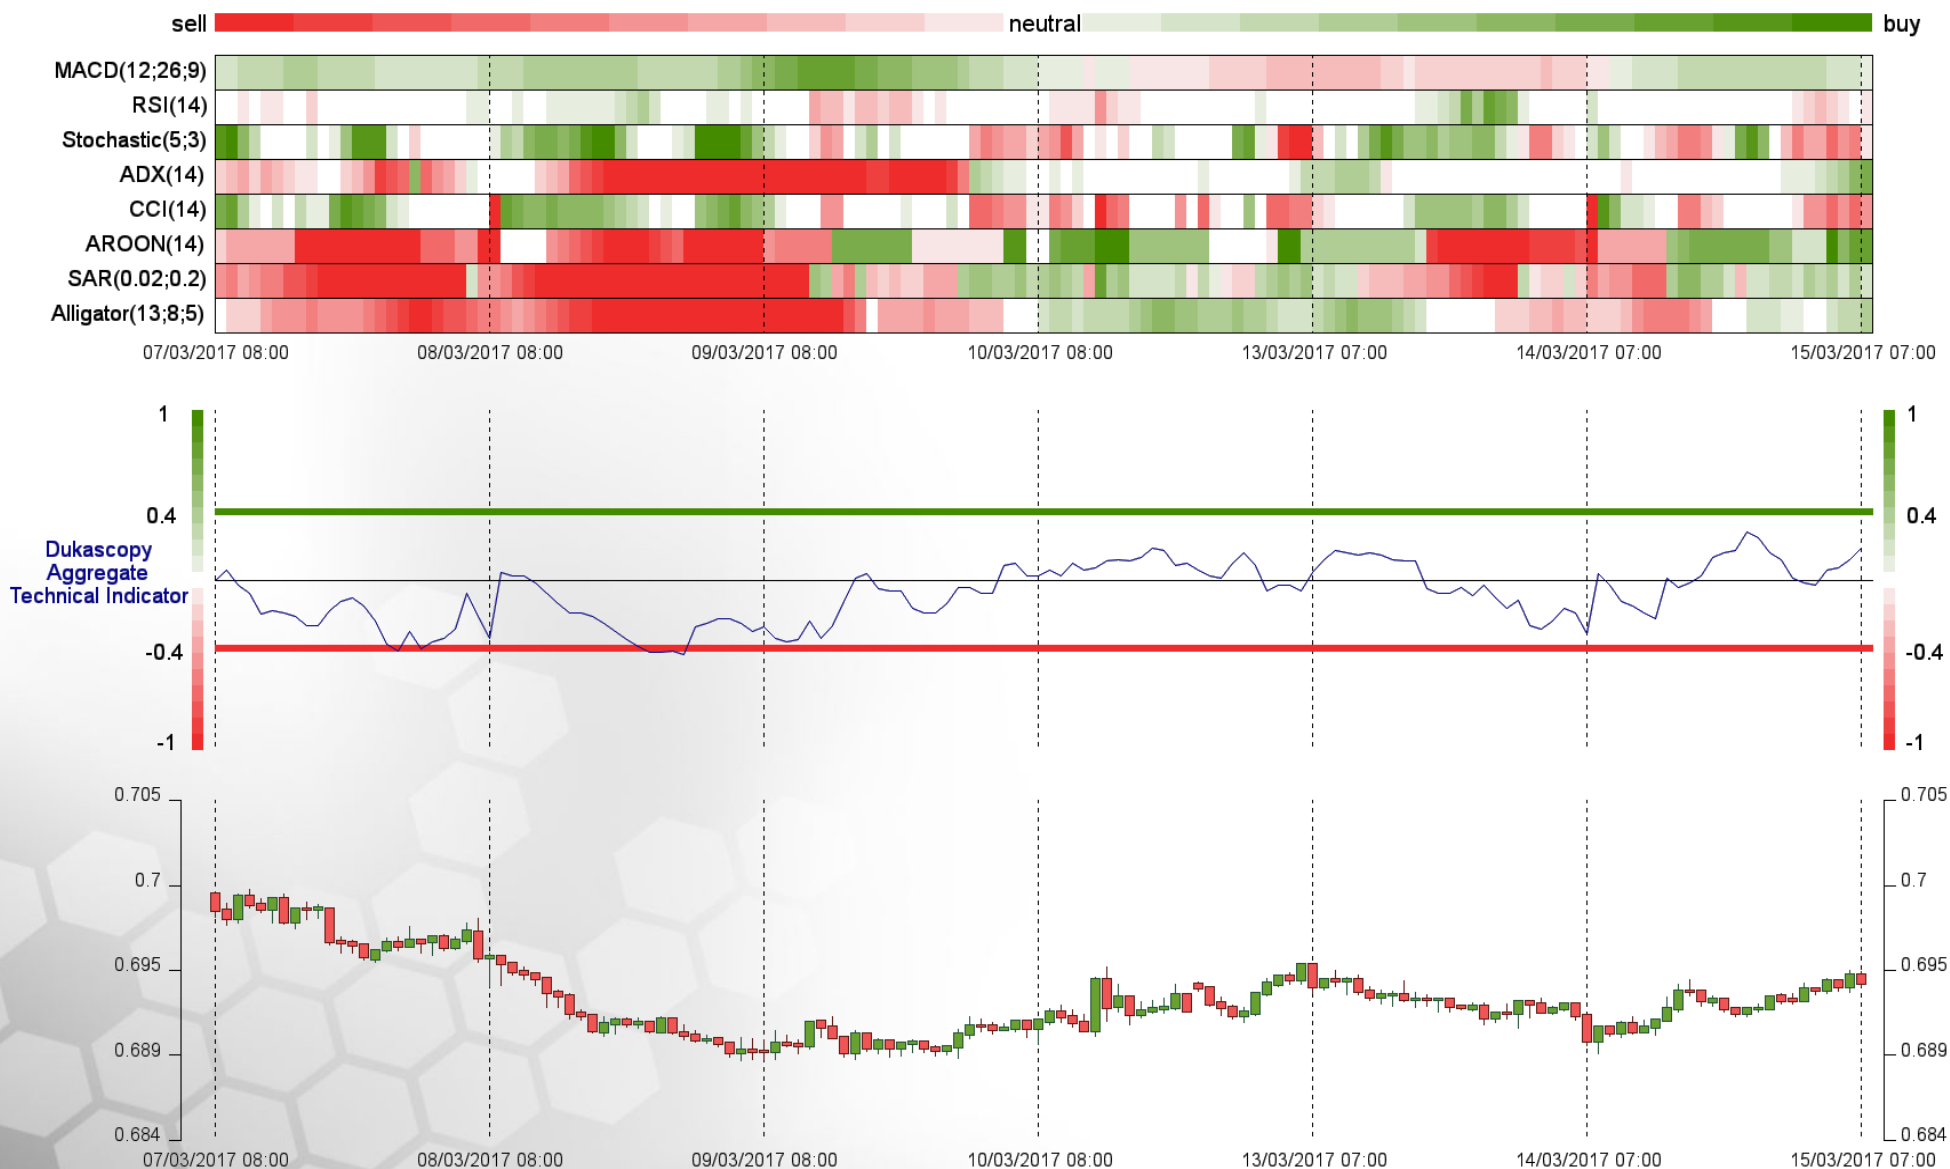 sell neutral buy
MACD(12;26;9)
RSI(14)
Stochastic(5;3)
ADX(14)
CCI(14)
AROON(14)
SAR(0.02;0.2)
Alligator(13;8;5)
07/03/2017 08:00 08/03/2017 08:00 09/03/2017 08:00 10/03/2017 08:00 13/03/2017 07:00 14/03/2017 07:00 15/03/2017 07:00
1 1
0.4 0.4
Dukascopy
Aggregate
Technical Indicator
-0.4 -0.4
-1 -1
0.705 0.705
0.7 0.7
0.695 0.695
0.689 0.689
0.684 0.684
07/03/2017 08:00 08/03/2017 08:00 09/03/2017 08:00 10/03/2017 08:00 13/03/2017 07:00 14/03/2017 07:00 15/03/2017 07:00